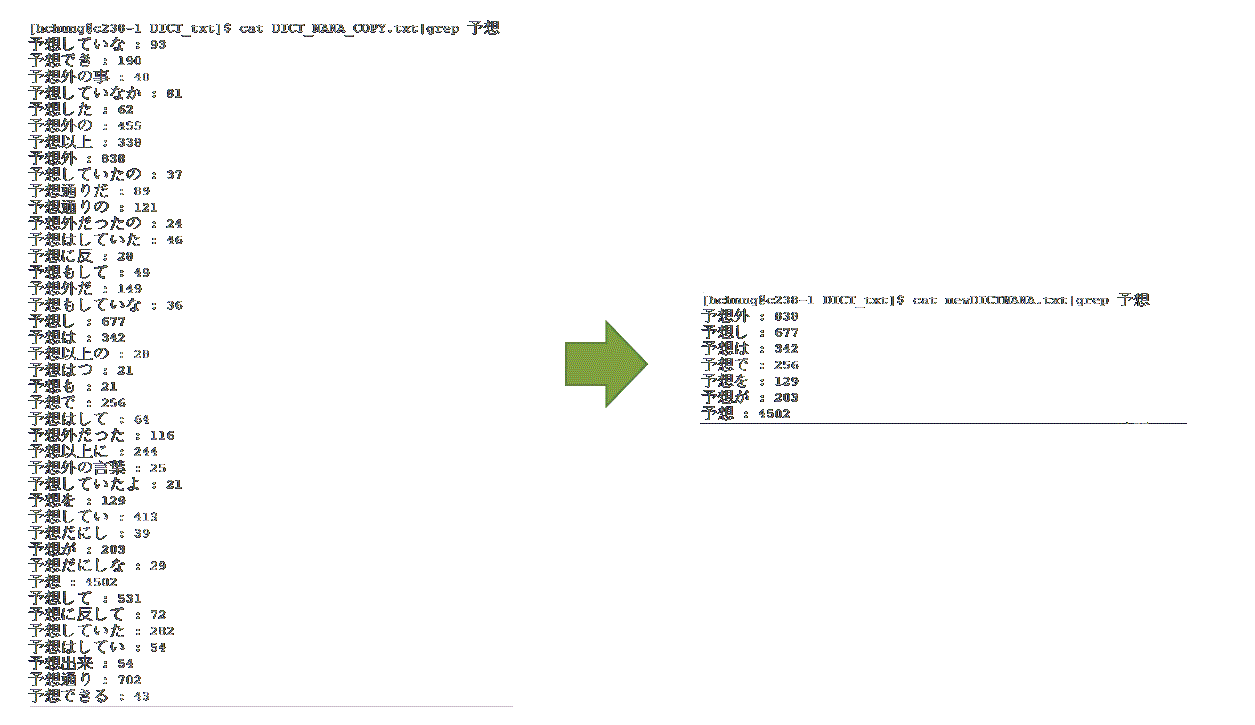 [hchung@c238-1 DICT_txt]$ cat DICT_NANA_COPY.txt|grep 予想
予想していな : 93
予想でき : 190
予想外の事 : 40
予想していなか : 81
予想した : 62
予想外の : 455
予想以上 : 330
予想外 : 838
予想していたの : 37
予想通りだ : 89
予想通りの : 121
予想外だったの : 24
予想はしていた : 46
予想に反 : 28
予想もして : 49
予想外だ : 149
予想もしていな : 36
予想し : 677
予想は : 342
予想以上の : 28
予想はつ : 21
予想も : 21
予想で : 256
予想はして : 64
予想外だった : 116
予想以上に : 244
予想外の言葉 : 25
予想していたよ : 21
予想を : 129
予想してい : 413
予想だにし : 39
予想が : 203
予想だにしな : 29
予想 : 4502
予想して : 531
予想に反して : 72
予想していた : 202
予想はしてい : 54
予想出来 : 54
予想通り : 702
予想できる : 43
[hchung@c238-1 DICT_txt]$ cat newDICTNANA.txt|grep 予想
予想外 : 838
予想し : 677
予想は : 342
予想で : 256
予想を : 129
予想が : 203
予想 : 4502